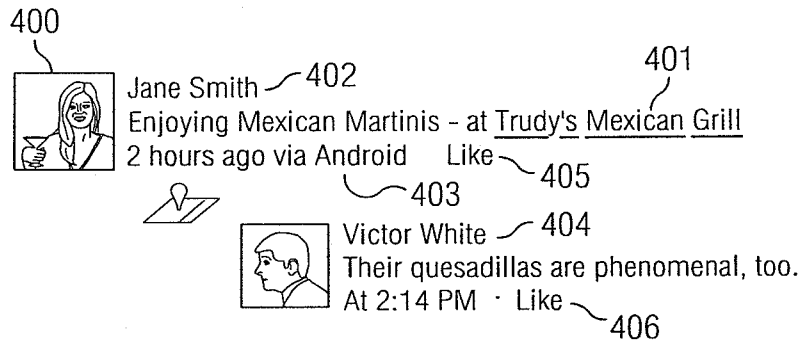 400
401
Jane Smith 402
Enjoying Mexican Martinis - at Trudy's Mexican Grill
2 hours ago via Android Like 405
403
Victor White 404
Their quesadillas are phenomenal, too.
At 2:14 PM · Like
406